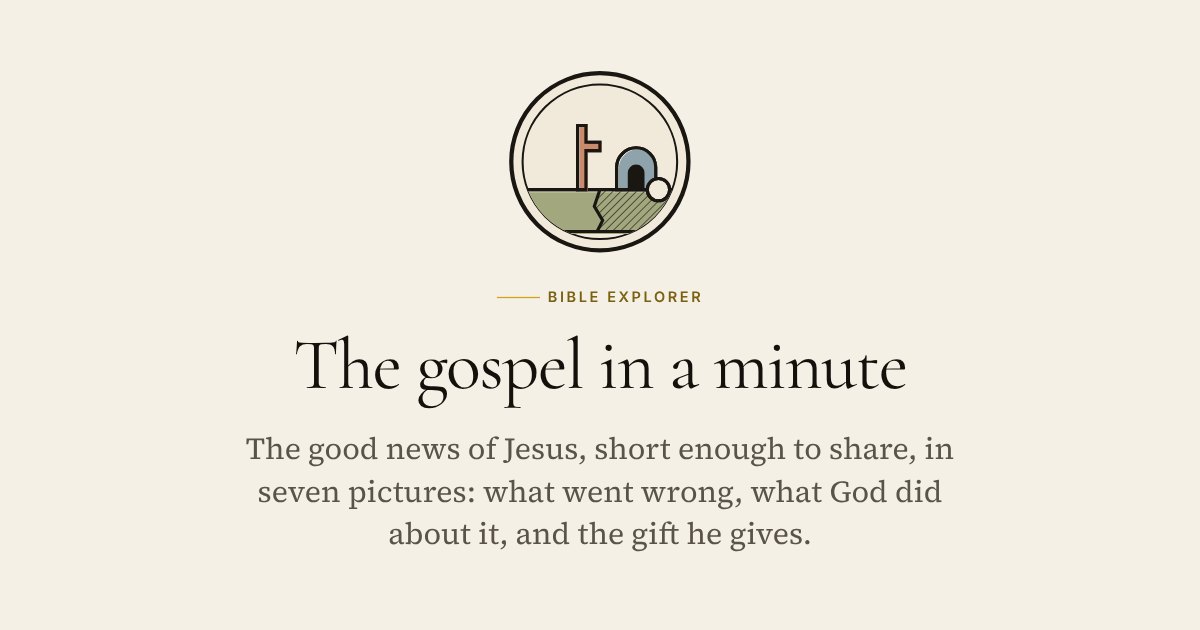 BIBLE EXPLORER
The gospel in a minute
The good news of Jesus, short enough to share, in
seven pictures: what went wrong, what God did
about it, and the gift he gives.